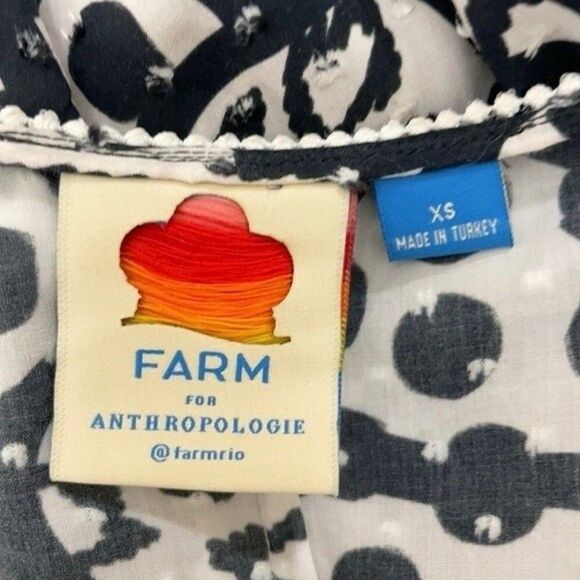 FARM
FOR
ANTHROPOLOGIE
@farmrio
XS
MADE IN TURKEY